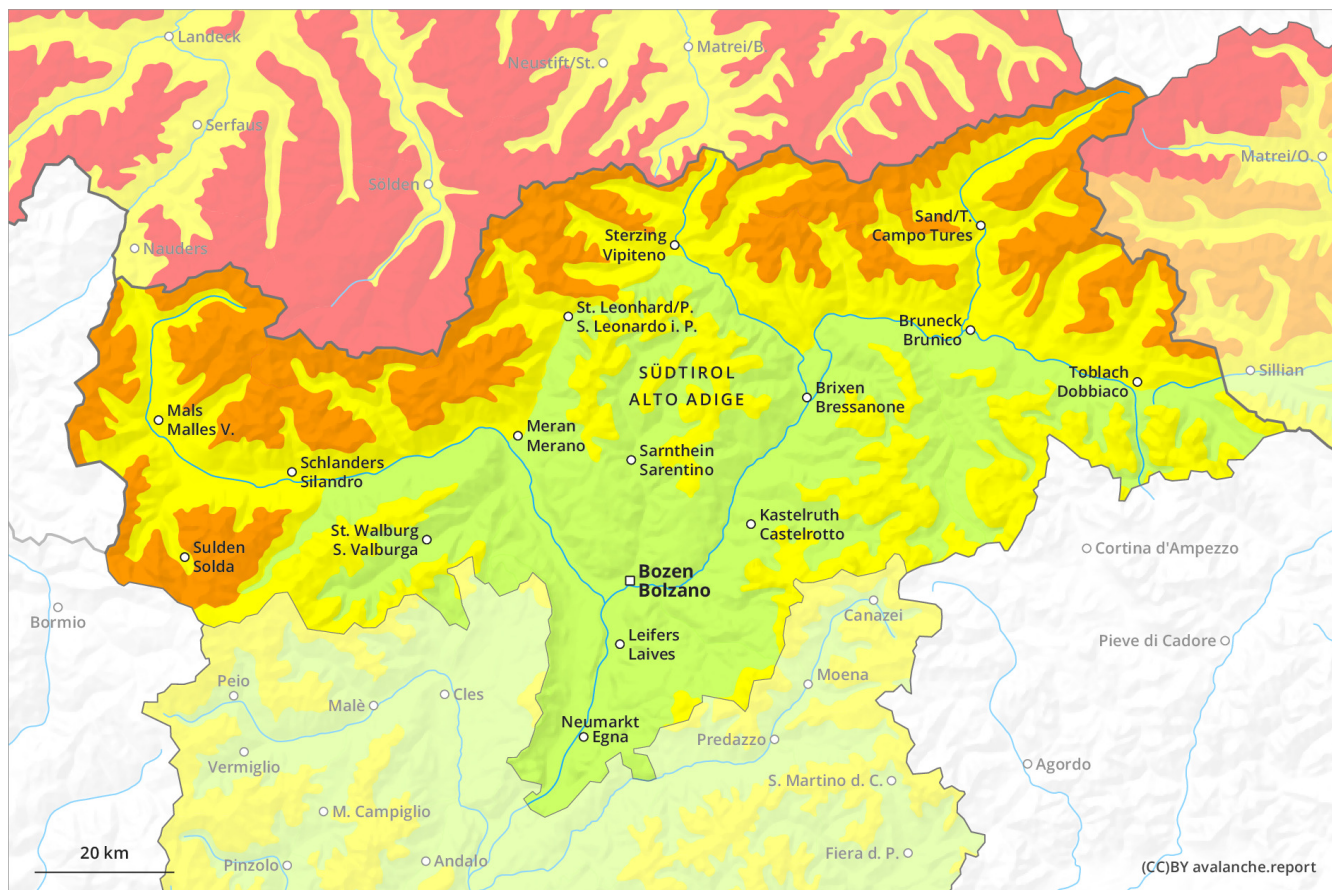 Landeck
Matrei/B
Neustift/St.
Serfaus
Matrei/O.
Sölden
Nauders
Sand/T.
Campo Tures
Sterzing
Vipiteno
St. Leonhard/P.
S. Leonardo i. P.
Bruneck
Brunico
SÜDTIROL
ALTO ADIGE
Toblach
Dobbiaco
Sillian
Brixen
Bressanone
Mals
Malles V.
Meran
Merano
Sarnthein
Sarentino
Schlanders
Silandro
Kastelruth
Castelrotto
St. Walburg
S. Valburga
Sulden
Solda
Cortina d'Ampezzo
Bozen
Bolzano
Bormio
Canazei
Leifers
Laives
Pieve di Cadore
Peio
Moena
Malè
Cles
Neumarkt
Egna
Predazzo
Vermiglio
Agordo
S. Martino d. C.
M. Campiglio
20 km
Pinzolo
Andalo
Fiera d. P.
(CC)BY avalanche.report